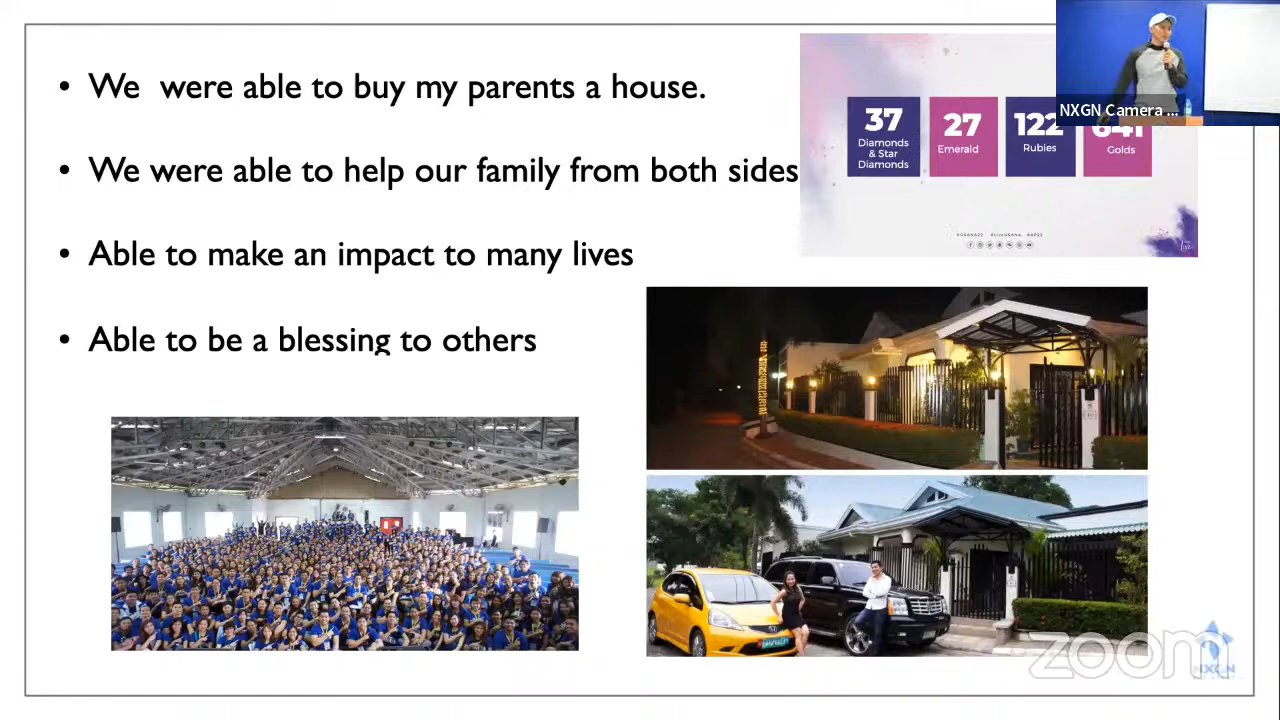 • We  were able to buy my parents a house.
• We were able to help our family from both sides
• Able to make an impact to many lives
• Able to be a blessing to others
37
Diamonds
& Star
Diamonds
27
Emerald
122
Rubies
641
Golds
NXGN Camera ...
zoom
NXGN